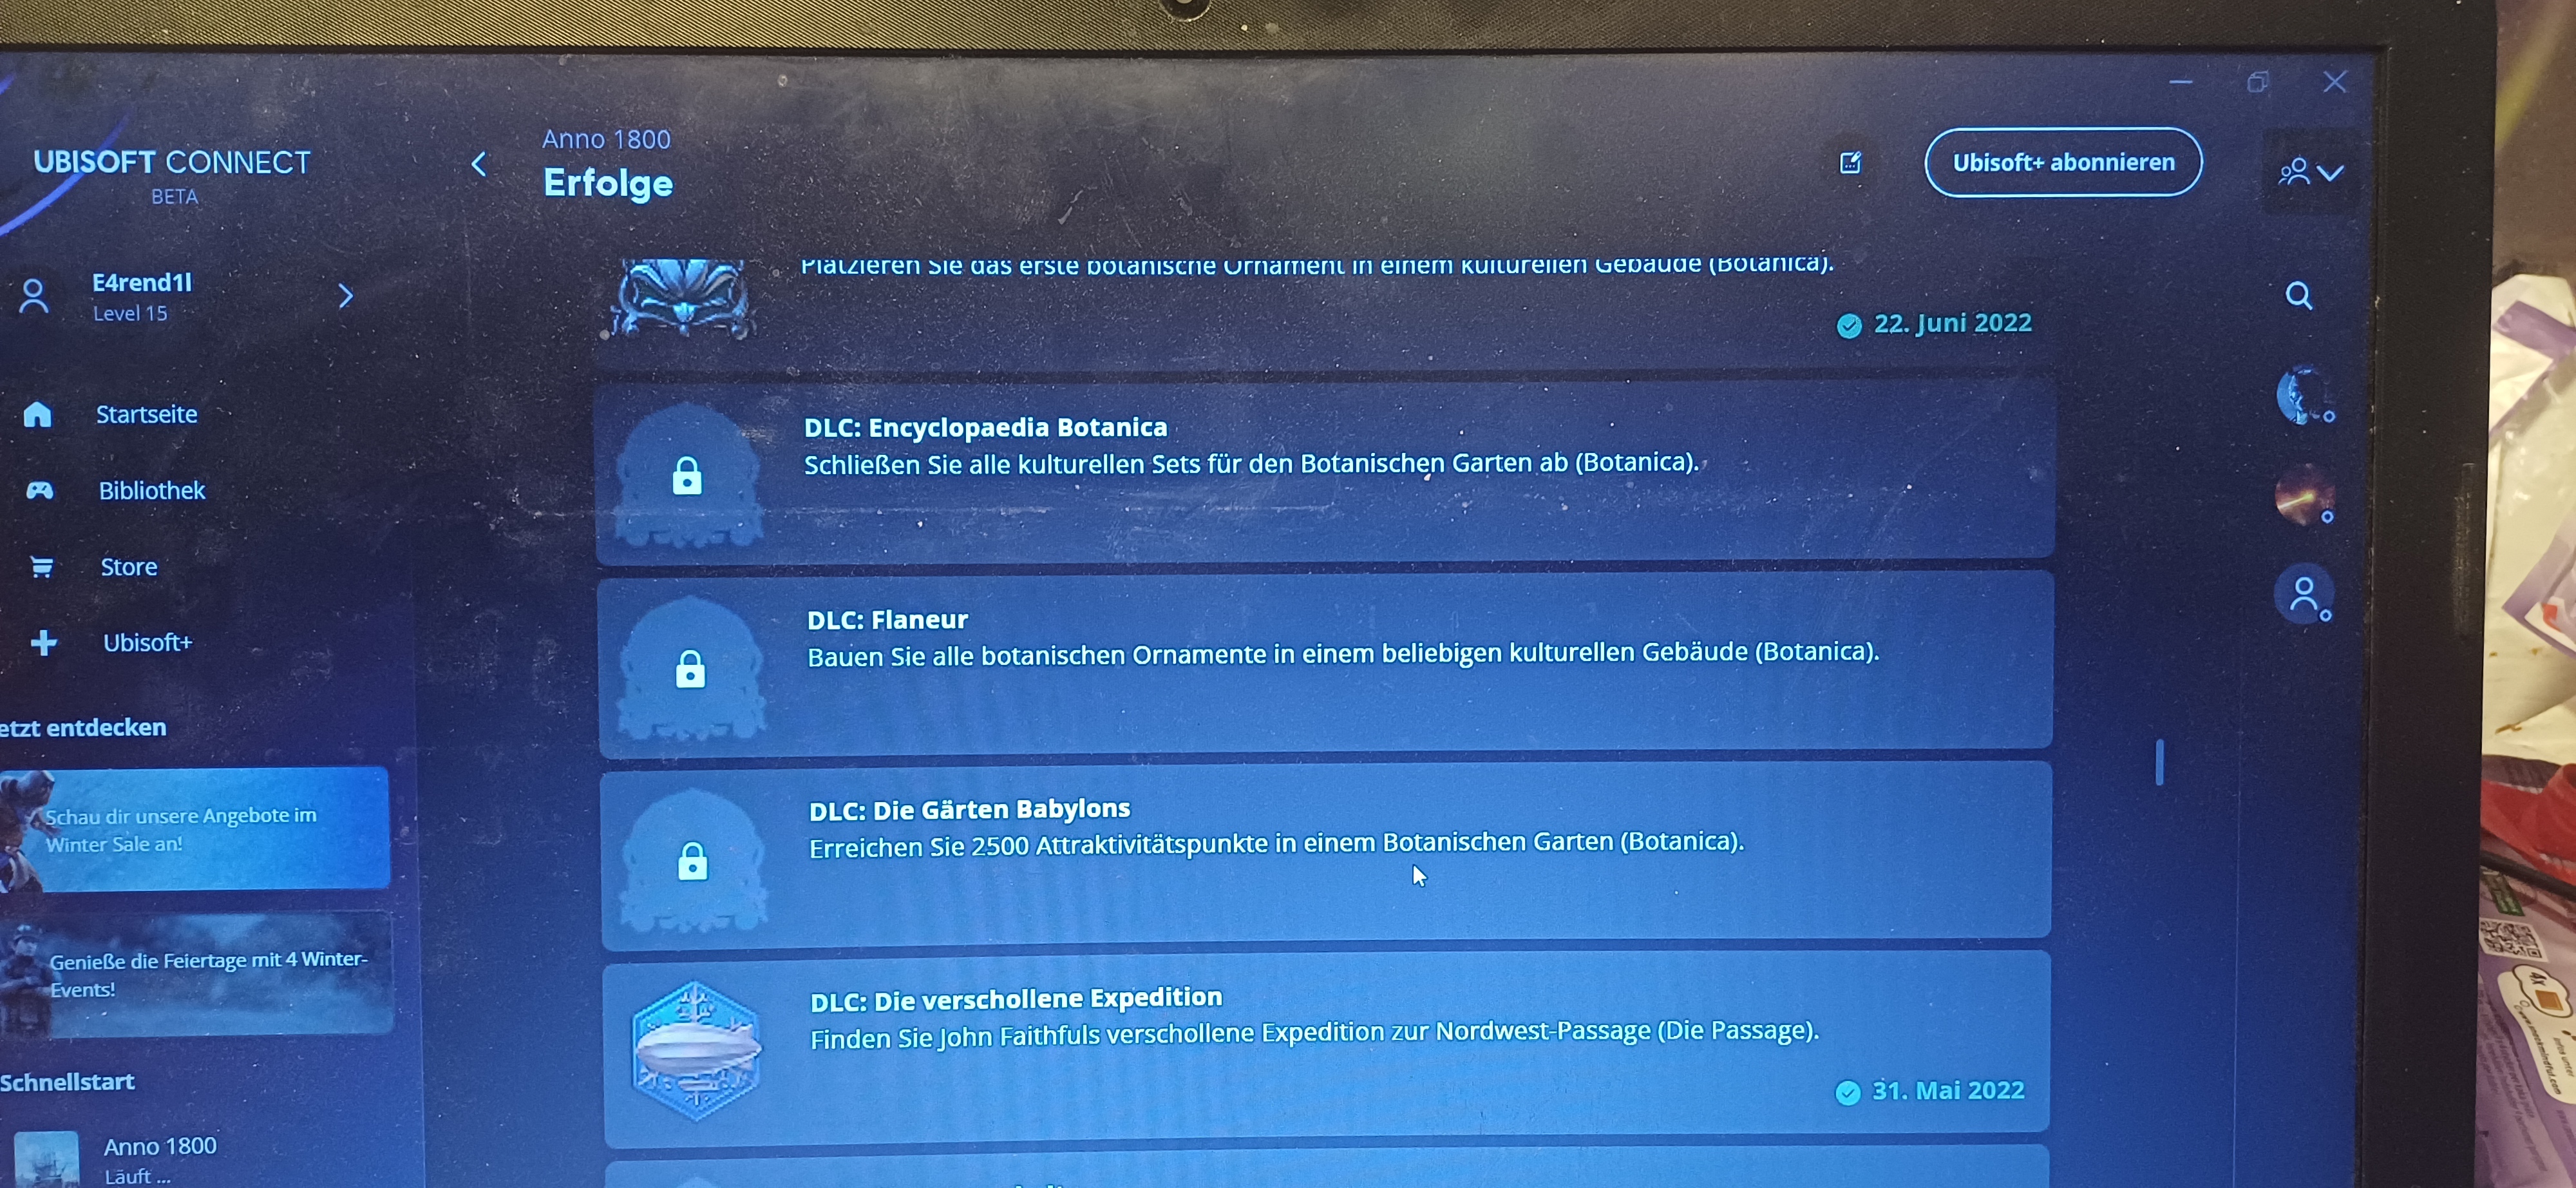 UBISOFT CONNECT
BETA
Anno 1800
Erfolge
Ubisoft+ abonnieren
E4rend1l
Level 15
Startseite
Bibliothek
Store
Ubisoft+
etzt entdecken
Schau dir unsere Angebote im
Winter Sale an!
Genieße die Feiertage mit 4 Winter-
Events!
Schnellstart
Anno 1800
Läuft ...
Platzieren Sie das erste botanische Ornament in einem kulturellen Gebäude (Botanica).
22. Juni 2022
DLC: Encyclopaedia Botanica
Schließen Sie alle kulturellen Sets für den Botanischen Garten ab (Botanica).
DLC: Flaneur
Bauen Sie alle botanischen Ornamente in einem beliebigen kulturellen Gebäude (Botanica).
DLC: Die Gärten Babylons
Erreichen Sie 2500 Attraktivitätspunkte in einem Botanischen Garten (Botanica).
DLC: Die verschollene Expedition
Finden Sie John Faithfuls verschollene Expedition zur Nordwest-Passage (Die Passage).
31. Mai 2022